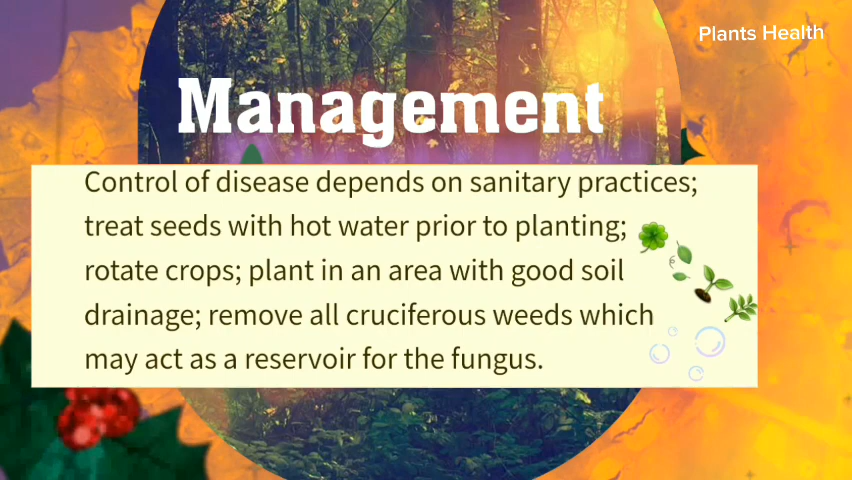 Plants Health
Management
Control of disease depends on sanitary practices;
treat seeds with hot water prior to planting;
rotate crops; plant in an area with good soil
drainage; remove all cruciferous weeds which
may act as a reservoir for the fungus.